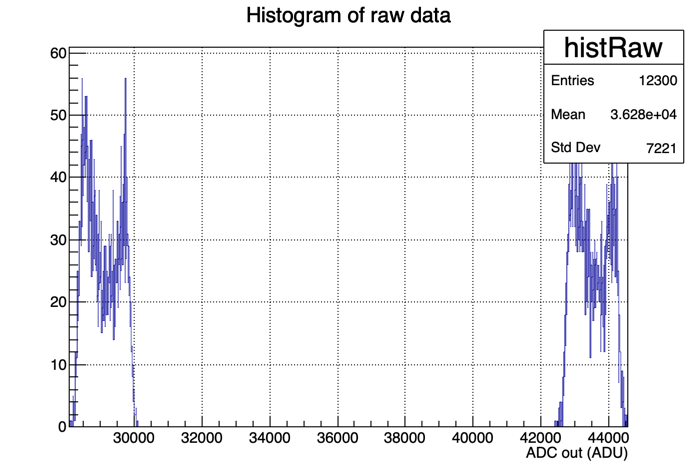 Histogram of raw data
histRaw
Entries 12300
Mean 3.628e+04
Std Dev 7221
60
50
40
30
20
10
0
30000 32000 34000 36000 38000 40000 42000 44000
ADC out (ADU)